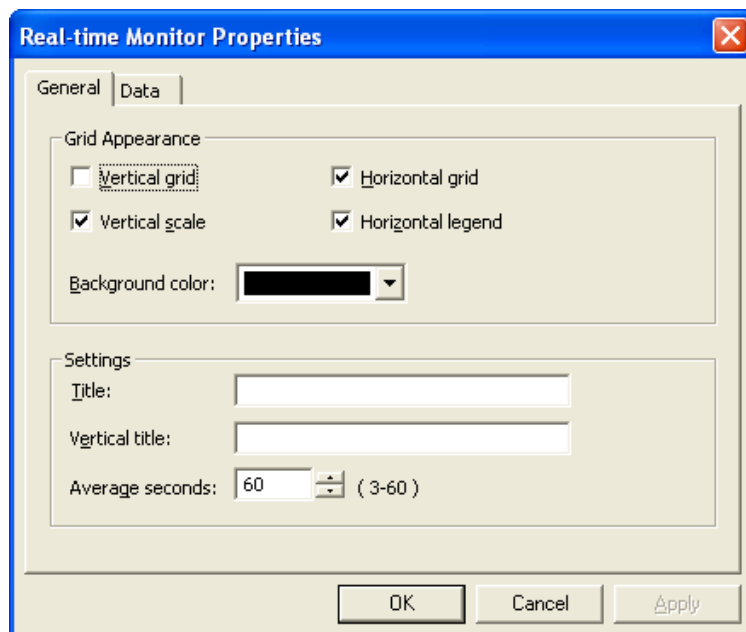 Real-time Monitor Properties
General Data
Grid Appearance
Vertical grid Horizontal grid
Vertical scale Horizontal legend
Background color:
Settings
Title:
Vertical title:
Average seconds: 60 ( 3-60 )
OK Cancel Apply